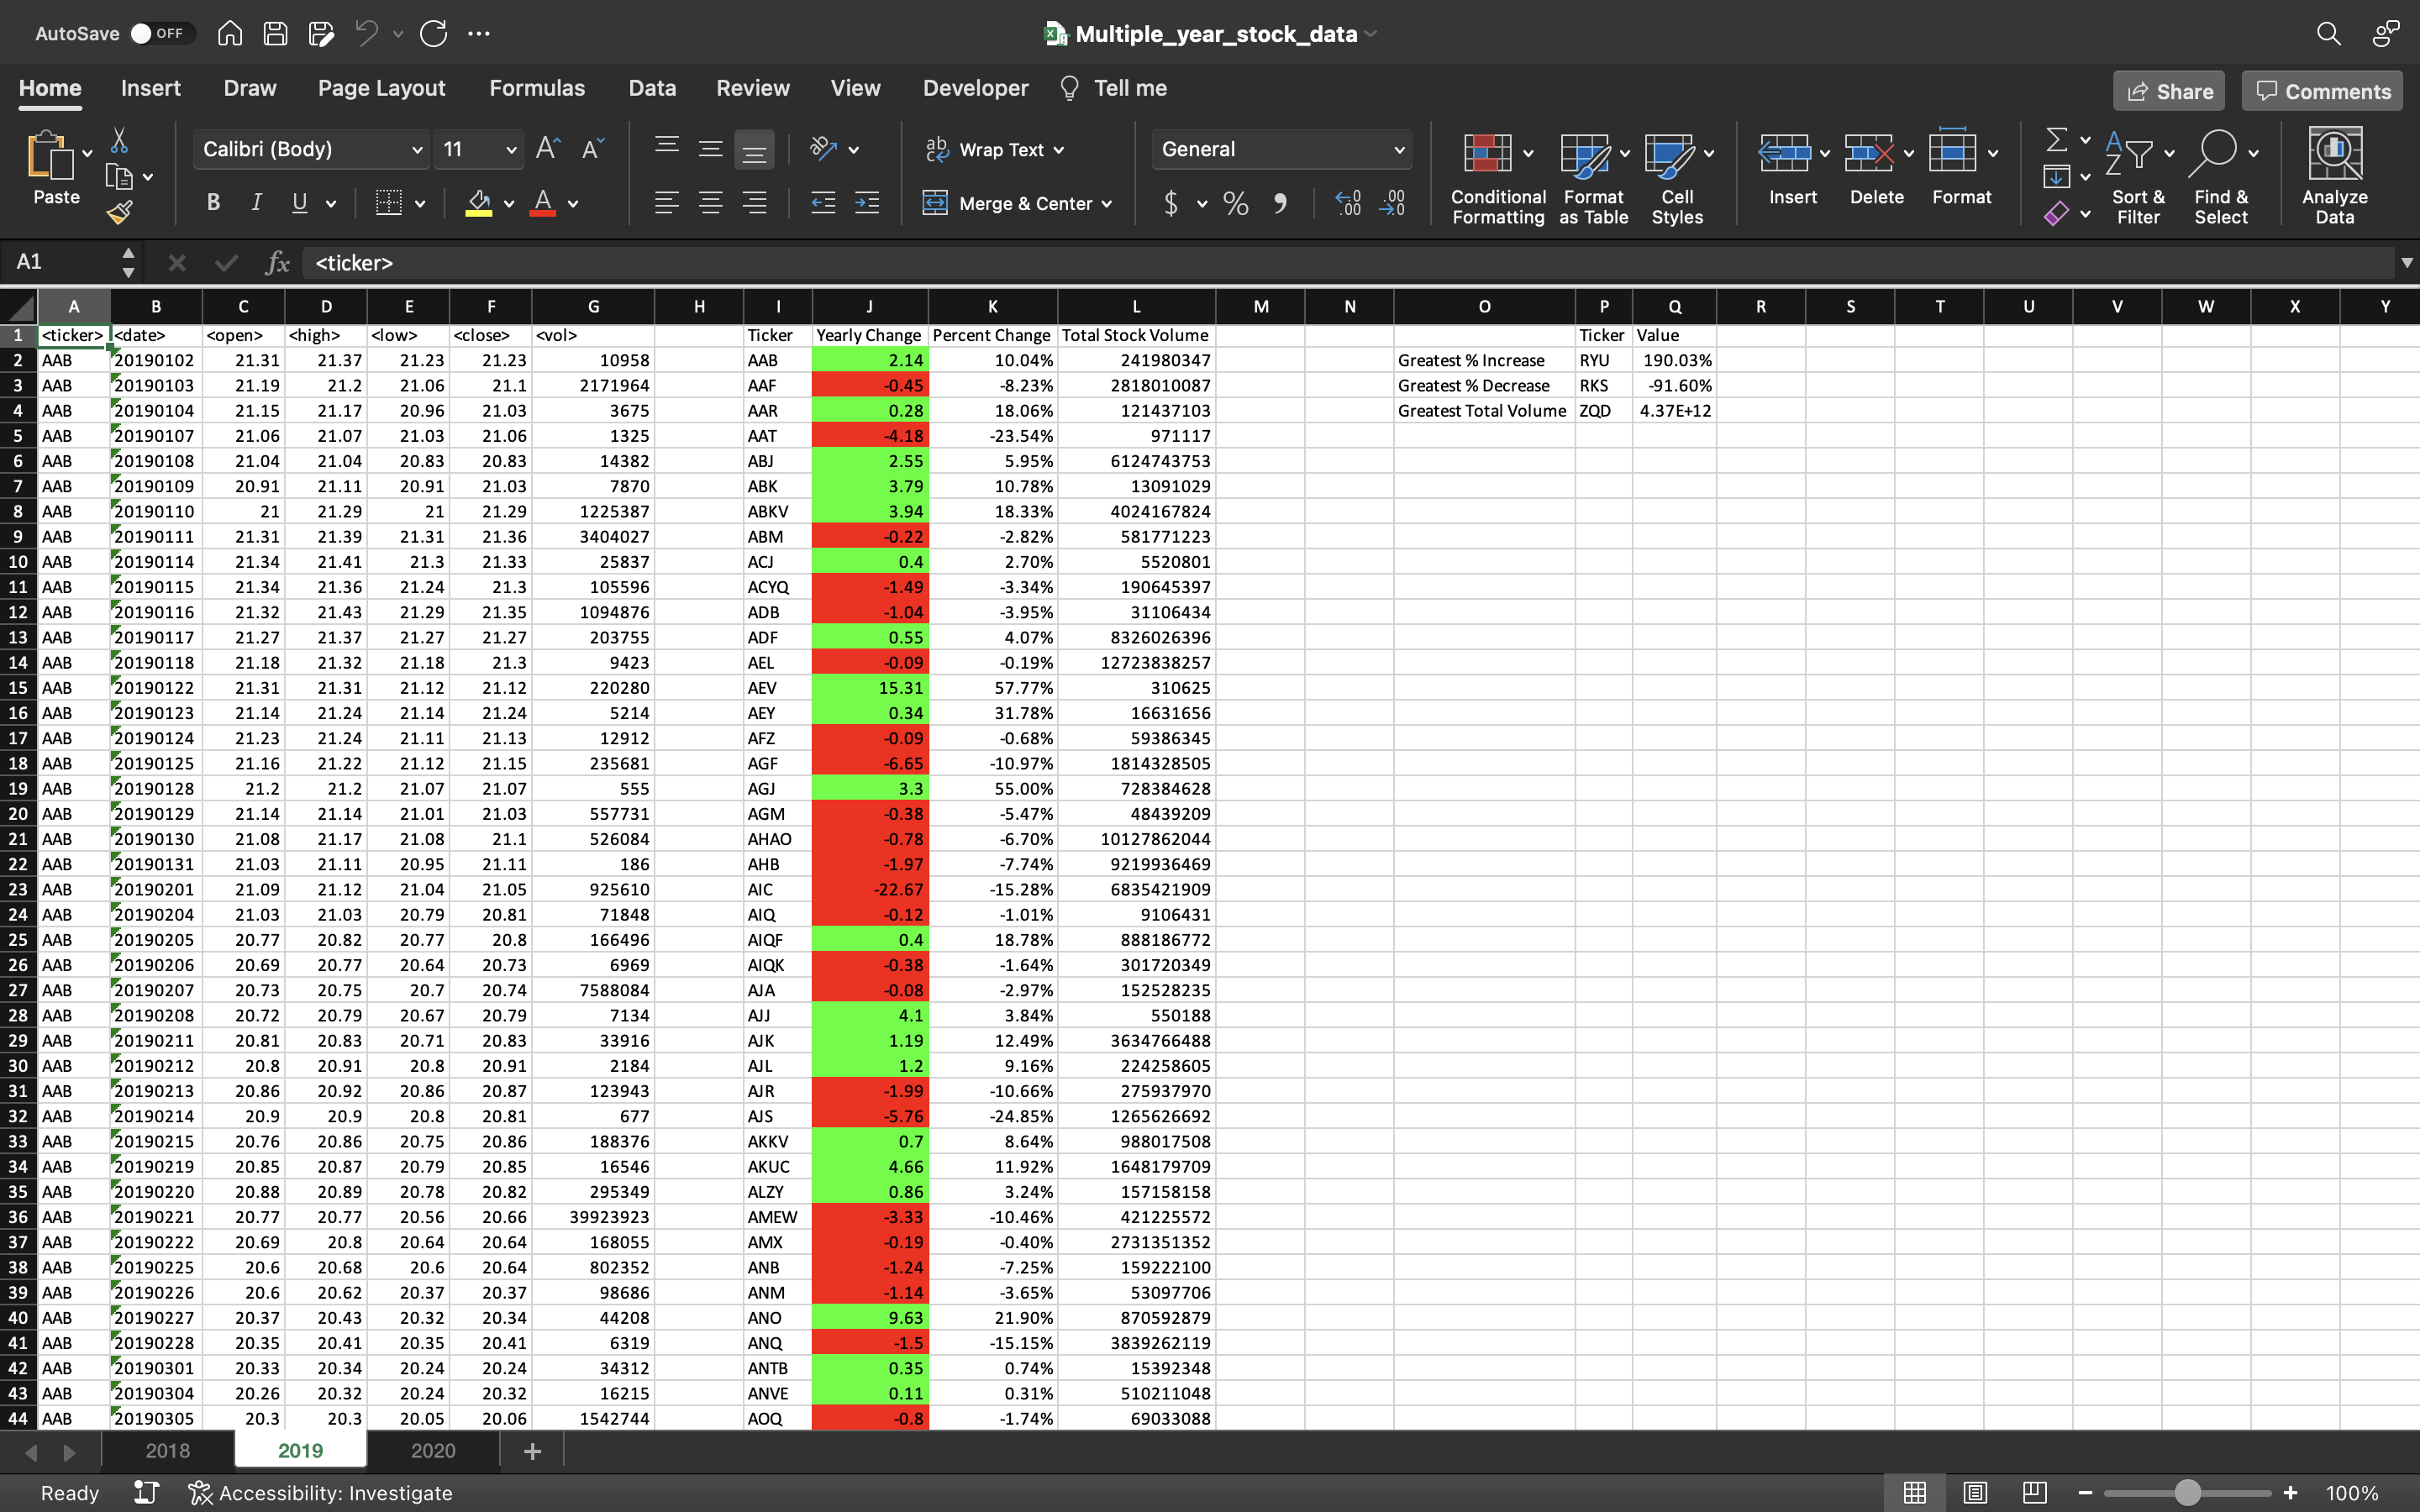 AutoSave OFF Multiple_year_stock_data
Home Insert Draw Page Layout Formulas Data Review View Developer Tell me Share Comments
Paste Calibri (Body) 11 A A Wrap Text General Conditional Formatting Format as Table Cell Styles Insert Delete Format Sort & Filter Find & Select Analyze Data
B I U A Merge & Center $ % .00 .00
A1 fx <ticker>
A B C D E F G H I J K L M N O P Q R S T U V W X Y
1 <ticker> <date> <open> <high> <low> <close> <vol> Ticker Yearly Change Percent Change Total Stock Volume Ticker Value
2 AAB 20190102 21.31 21.37 21.23 21.23 10958 AAB 2.14 10.04% 241980347 Greatest % Increase RYU 190.03%
3 AAB 20190103 21.19 21.2 21.06 21.1 2171964 AAF -0.45 -8.23% 2818010087 Greatest % Decrease RKS -91.60%
4 AAB 20190104 21.15 21.17 20.96 21.03 3675 AAR 0.28 18.06% 121437103 Greatest Total Volume ZQD 4.37E+12
5 AAB 20190107 21.06 21.07 21.03 21.06 1325 AAT -4.18 -23.54% 971117
6 AAB 20190108 21.04 21.04 20.83 20.83 14382 ABJ 2.55 5.95% 6124743753
7 AAB 20190109 20.91 21.11 20.91 21.03 7870 ABK 3.79 10.78% 13091029
8 AAB 20190110 21 21.29 21 21.29 1225387 ABKV 3.94 18.33% 4024167824
9 AAB 20190111 21.31 21.39 21.31 21.36 3404027 ABM -0.22 -2.82% 581771223
10 AAB 20190114 21.34 21.41 21.3 21.33 25837 ACJ 0.4 2.70% 5520801
11 AAB 20190115 21.34 21.36 21.24 21.3 105596 ACYQ -1.49 -3.34% 190645397
12 AAB 20190116 21.32 21.43 21.29 21.35 1094876 ADB -1.04 -3.95% 31106434
13 AAB 20190117 21.27 21.37 21.27 21.27 203755 ADF 0.55 4.07% 8326026396
14 AAB 20190118 21.18 21.32 21.18 21.3 9423 AEL -0.09 -0.19% 12723838257
15 AAB 20190122 21.31 21.31 21.12 21.12 220280 AEV 15.31 57.77% 310625
16 AAB 20190123 21.14 21.24 21.14 21.24 5214 AEY 0.34 31.78% 16631656
17 AAB 20190124 21.23 21.24 21.11 21.13 12912 AFZ -0.09 -0.68% 59386345
18 AAB 20190125 21.16 21.22 21.12 21.15 235681 AGF -6.65 -10.97% 1814328505
19 AAB 20190128 21.2 21.2 21.07 21.07 555 AGJ 3.3 55.00% 728384628
20 AAB 20190129 21.14 21.14 21.01 21.03 557731 AGM -0.38 -5.47% 48439209
21 AAB 20190130 21.08 21.17 21.08 21.1 526084 AHAO -0.78 -6.70% 10127862044
22 AAB 20190131 21.03 21.11 20.95 21.11 186 AHB -1.97 -7.74% 9219936469
23 AAB 20190201 21.09 21.12 21.04 21.05 925610 AIC -22.67 -15.28% 6835421909
24 AAB 20190204 21.03 21.03 20.79 20.81 71848 AIQ -0.12 -1.01% 9106431
25 AAB 20190205 20.77 20.82 20.77 20.8 166496 AIQF 0.4 18.78% 888186772
26 AAB 20190206 20.69 20.77 20.64 20.73 6969 AIQK -0.38 -1.64% 301720349
27 AAB 20190207 20.73 20.75 20.7 20.74 7588084 AJA -0.08 -2.97% 152528235
28 AAB 20190208 20.72 20.79 20.67 20.79 7134 AJJ 4.1 3.84% 550188
29 AAB 20190211 20.81 20.83 20.71 20.83 33916 AJK 1.19 12.49% 3634766488
30 AAB 20190212 20.8 20.91 20.8 20.91 2184 AJL 1.2 9.16% 224258605
31 AAB 20190213 20.86 20.92 20.86 20.87 123943 AJR -1.99 -10.66% 275937970
32 AAB 20190214 20.9 20.9 20.8 20.81 677 AJS -5.76 -24.85% 1265626692
33 AAB 20190215 20.76 20.86 20.75 20.86 188376 AKKV 0.7 8.64% 988017508
34 AAB 20190219 20.85 20.87 20.79 20.85 16546 AKUC 4.66 11.92% 1648179709
35 AAB 20190220 20.88 20.89 20.78 20.82 295349 ALZY 0.86 3.24% 157158158
36 AAB 20190221 20.77 20.77 20.56 20.66 39923923 AMEW -3.33 -10.46% 421225572
37 AAB 20190222 20.69 20.8 20.64 20.64 168055 AMX -0.19 -0.40% 2731351352
38 AAB 20190225 20.6 20.68 20.6 20.64 802352 ANB -1.24 -7.25% 159222100
39 AAB 20190226 20.6 20.62 20.37 20.37 98686 ANM -1.14 -3.65% 53097706
40 AAB 20190227 20.37 20.43 20.32 20.34 44208 ANO 9.63 21.90% 870592879
41 AAB 20190228 20.35 20.41 20.35 20.41 6319 ANQ -1.5 -15.15% 3839262119
42 AAB 20190301 20.33 20.34 20.24 20.24 34312 ANTB 0.35 0.74% 15392348
43 AAB 20190304 20.26 20.32 20.24 20.32 16215 ANVE 0.11 0.31% 510211048
44 AAB 20190305 20.3 20.3 20.05 20.06 1542744 AOQ -0.8 -1.74% 69033088
2018 2019 2020 +
Ready Accessibility: Investigate 100%